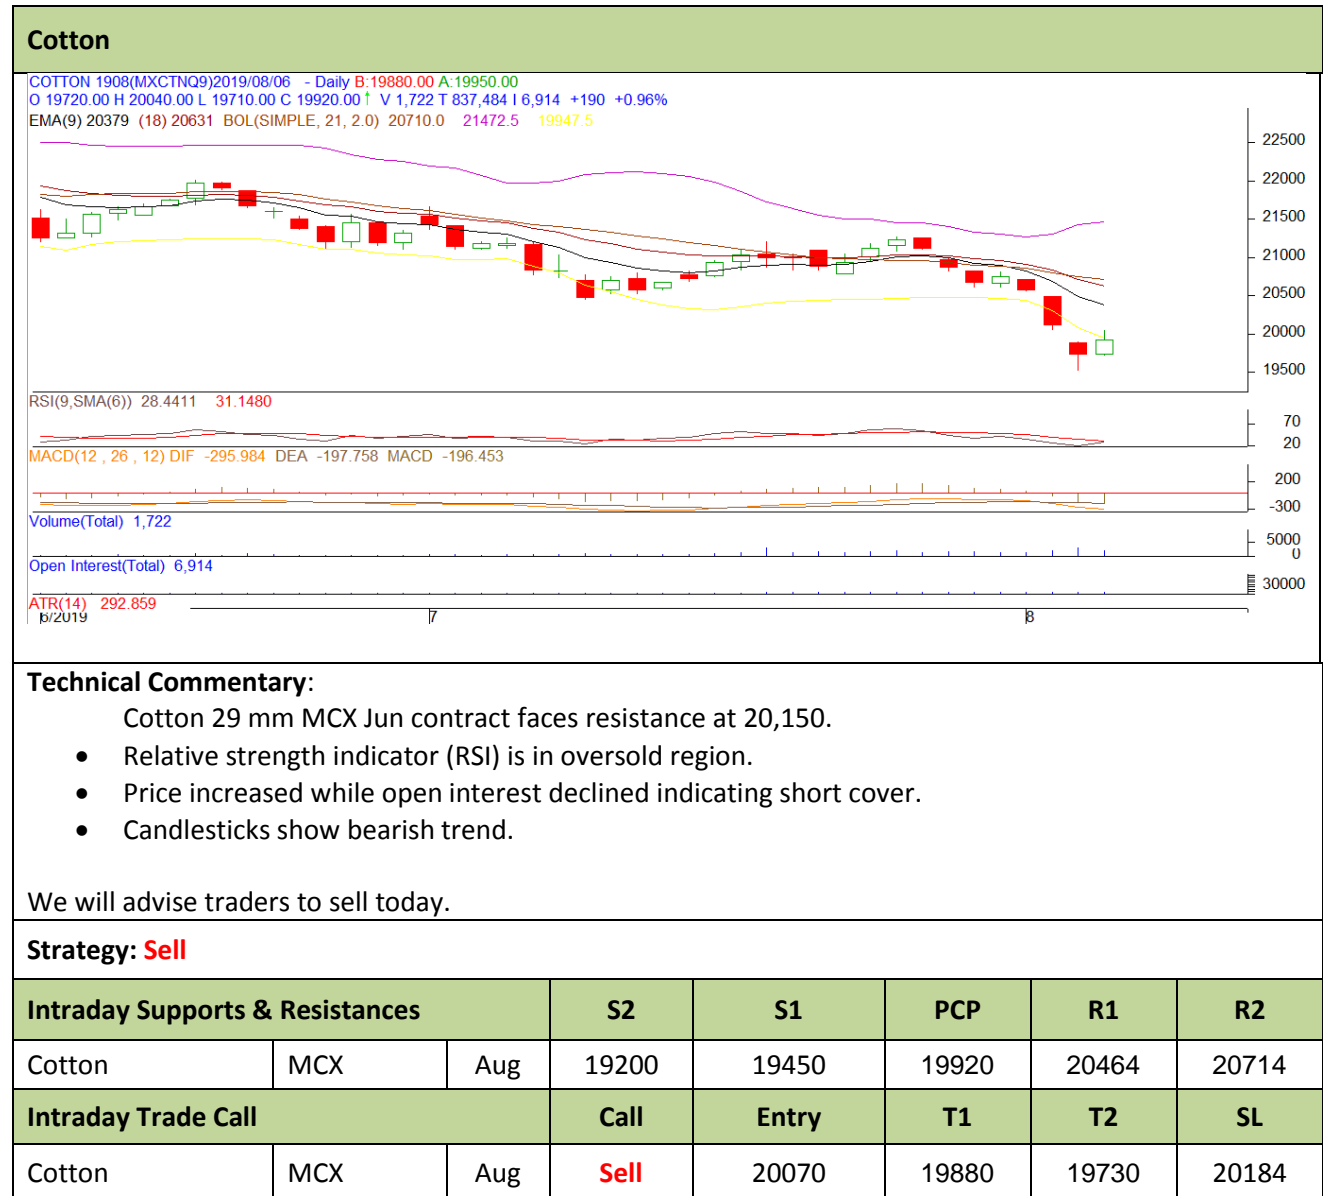 Cotton
COTTON 1908(MXCTNQ9)2019/08/06 - Daily B:19880.00 A:19950.00
O 19720.00 H 20040.00 L 19710.00 C 19920.00↑ V 1,722 T 837,484 I 6,914 +190 +0.96%
EMA(9) 20379 (18) 20631 BOL(SIMPLE, 21, 2.0) 20710.0 21472.5 19947.5
22500
22000
21500
21000
20500
20000
19500
RSI(9,SMA(6)) 28.4411 31.1480
70
20
MACD(12 , 26 , 12) DIF -295.984 DEA -197.758 MACD -196.453
200
-300
Volume(Total) 1,722
5000
0
Open Interest(Total) 6,914
30000
ATR(14) 292.859
6/2019 7 8
Technical Commentary:
Cotton 29 mm MCX Jun contract faces resistance at 20,150.
• Relative strength indicator (RSI) is in oversold region.
• Price increased while open interest declined indicating short cover.
• Candlesticks show bearish trend.
We will advise traders to sell today.
Strategy: Sell
Intraday Supports & Resistances S2 S1 PCP R1 R2
Cotton MCX Aug 19200 19450 19920 20464 20714
Intraday Trade Call Call Entry T1 T2 SL
Cotton MCX Aug Sell 20070 19880 19730 20184